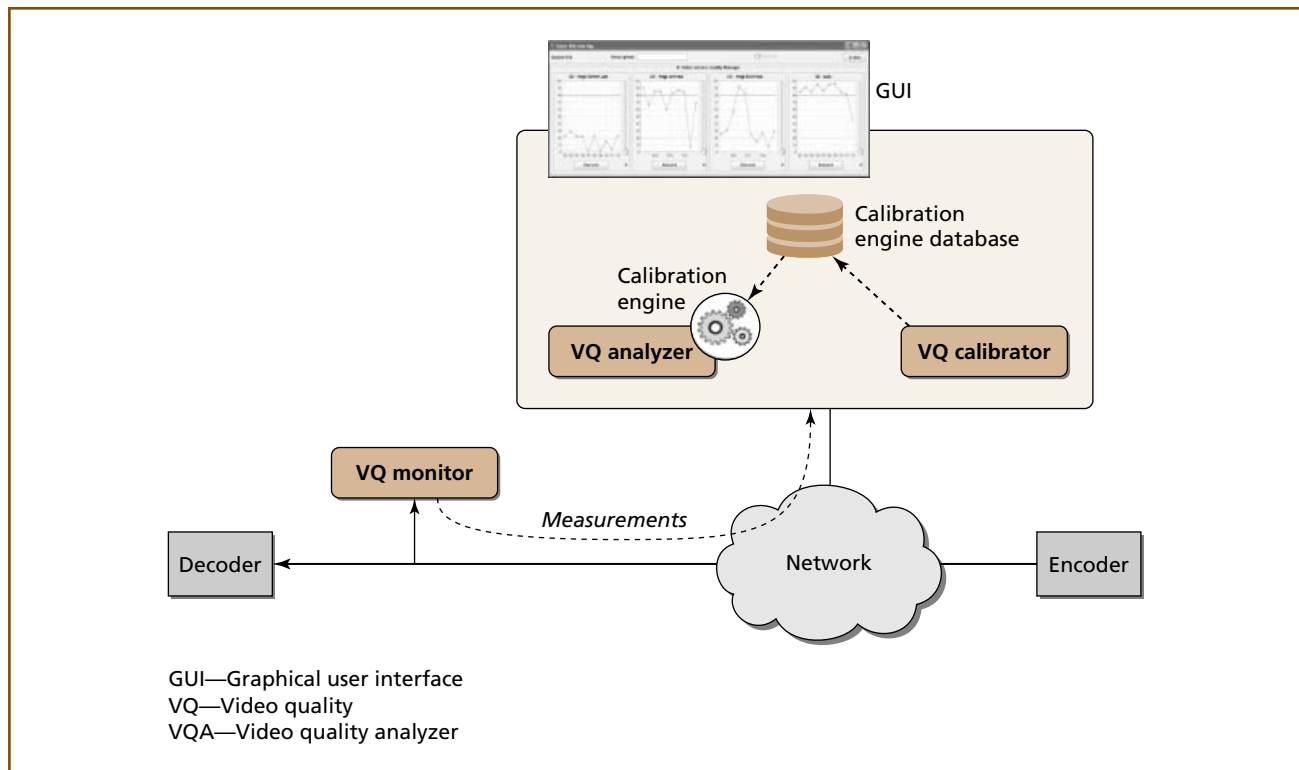 GUI
Calibration
engine database
Calibration
engine
VQ analyzer
VQ calibrator
VQ monitor
Measurements
Decoder
Network
Encoder
GUI—Graphical user interface
VQ—Video quality
VQA—Video quality analyzer